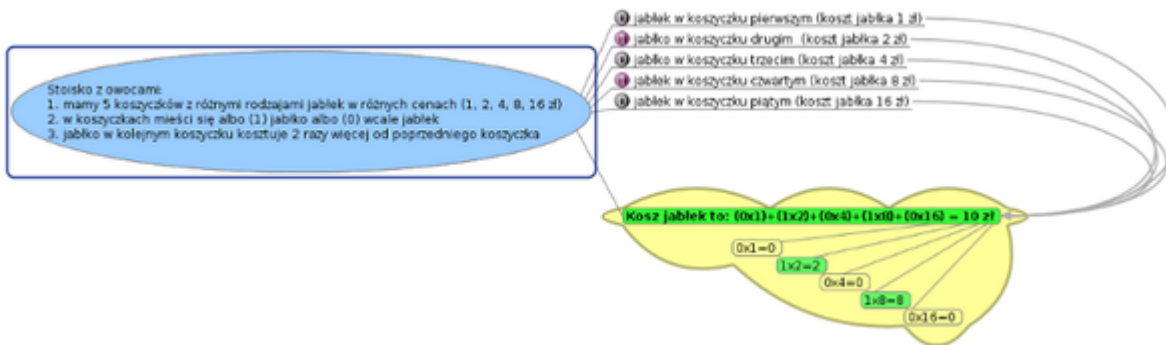 0 jabłek w koszyczku pierwszym (koszt jabłka 1 zł)
1 jabłko w koszyczku drugim (koszt jabłka 2 zł)
0 jabłko w koszyczku trzecim (koszt jabłka 4 zł)
1 jabłek w koszyczku czwartym (koszt jabłka 8 zł)
0 jabłek w koszyczku piątym (koszt jabłka 16 zł)
Stoisko z owocami:
1. mamy 5 koszyczków z różnymi rodzajami jabłek w różnych cenach (1, 2, 4, 8, 16 zł)
2. w koszyczkach mieści się albo (1) jabłko albo (0) wcale jabłek
3. jabłko w kolejnym koszyczku kosztuje 2 razy więcej od poprzedniego koszyczka
Kosz jabłek to: (0x1)+(1x2)+(0x4)+(1x8)+(0x16) = 10 zł
0x1=0
1x2=2
0x4=0
1x8=8
0x16=0